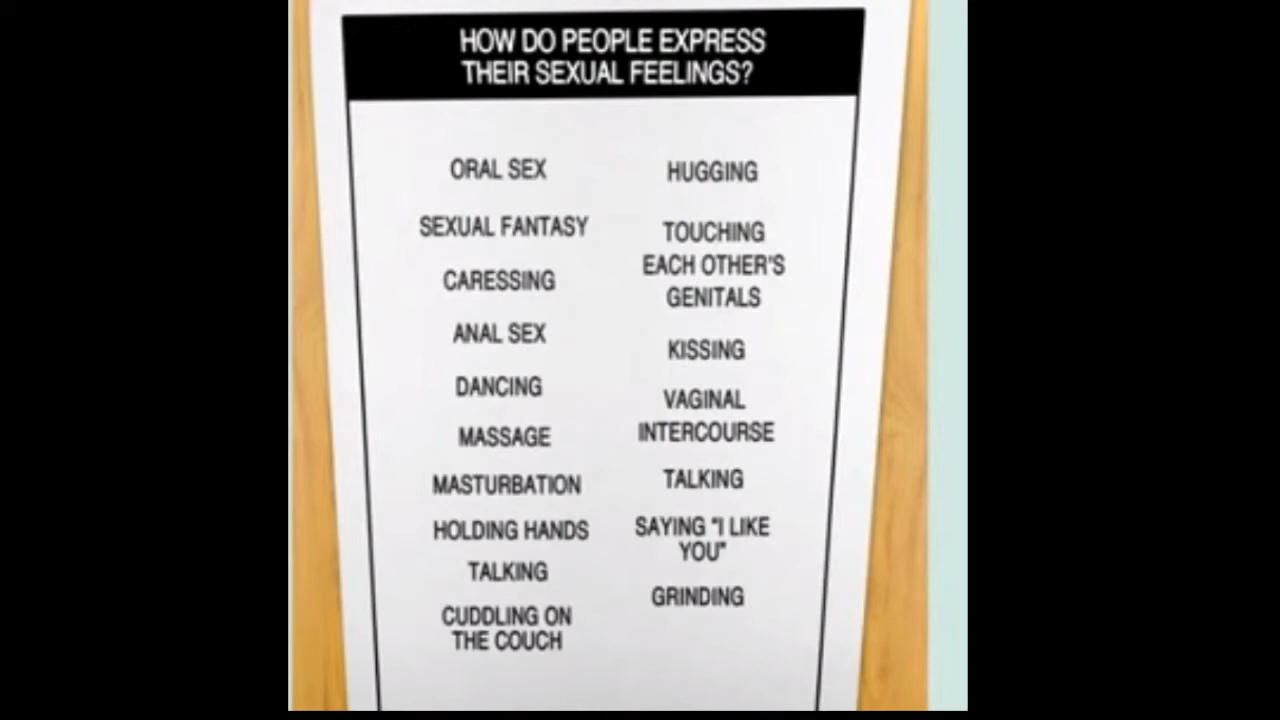 HOW DO PEOPLE EXPRESS
THEIR SEXUAL FEELINGS?
ORAL SEX
SEXUAL FANTASY
CARESSING
ANAL SEX
DANCING
MASSAGE
MASTURBATION
HOLDING HANDS
TALKING
CUDDLING ON
THE COUCH
HUGGING
TOUCHING
EACH OTHER'S
GENITALS
KISSING
VAGINAL
INTERCOURSE
TALKING
SAYING "I LIKE
YOU"
GRINDING